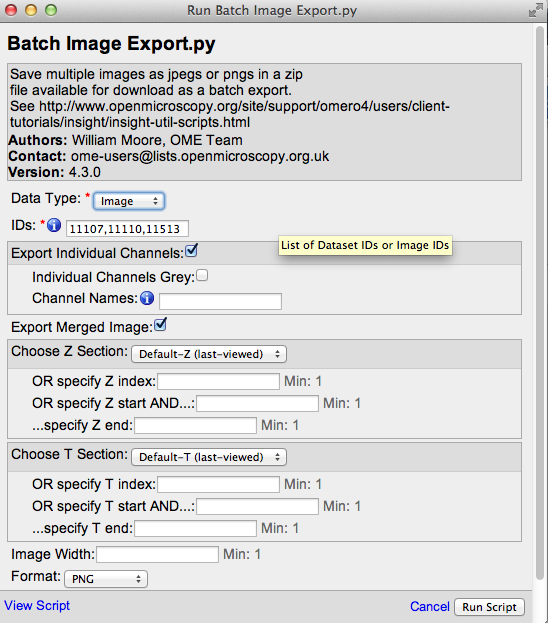 Run Batch Image Export.py
Batch Image Export.py
Save multiple images as jpegs or pngs in a zip
file available for download as a batch export.
See http://www.openmicroscopy.org/site/support/omero4/users/client-
tutorials/insight/insight-util-scripts.html
Authors: William Moore, OME Team
Contact: ome-users@lists.openmicroscopy.org.uk
Version: 4.3.0
Data Type: * Image
IDs: * i 11107,11110,11513
List of Dataset IDs or Image IDs
Export Individual Channels:
Individual Channels Grey:
Channel Names: i
Export Merged Image:
Choose Z Section: Default-Z (last-viewed)
OR specify Z index: Min: 1
OR specify Z start AND...: Min: 1
...specify Z end: Min: 1
Choose T Section: Default-T (last-viewed)
OR specify T index: Min: 1
OR specify T start AND...: Min: 1
...specify T end: Min: 1
Image Width: Min: 1
Format: PNG
View Script Cancel Run Script